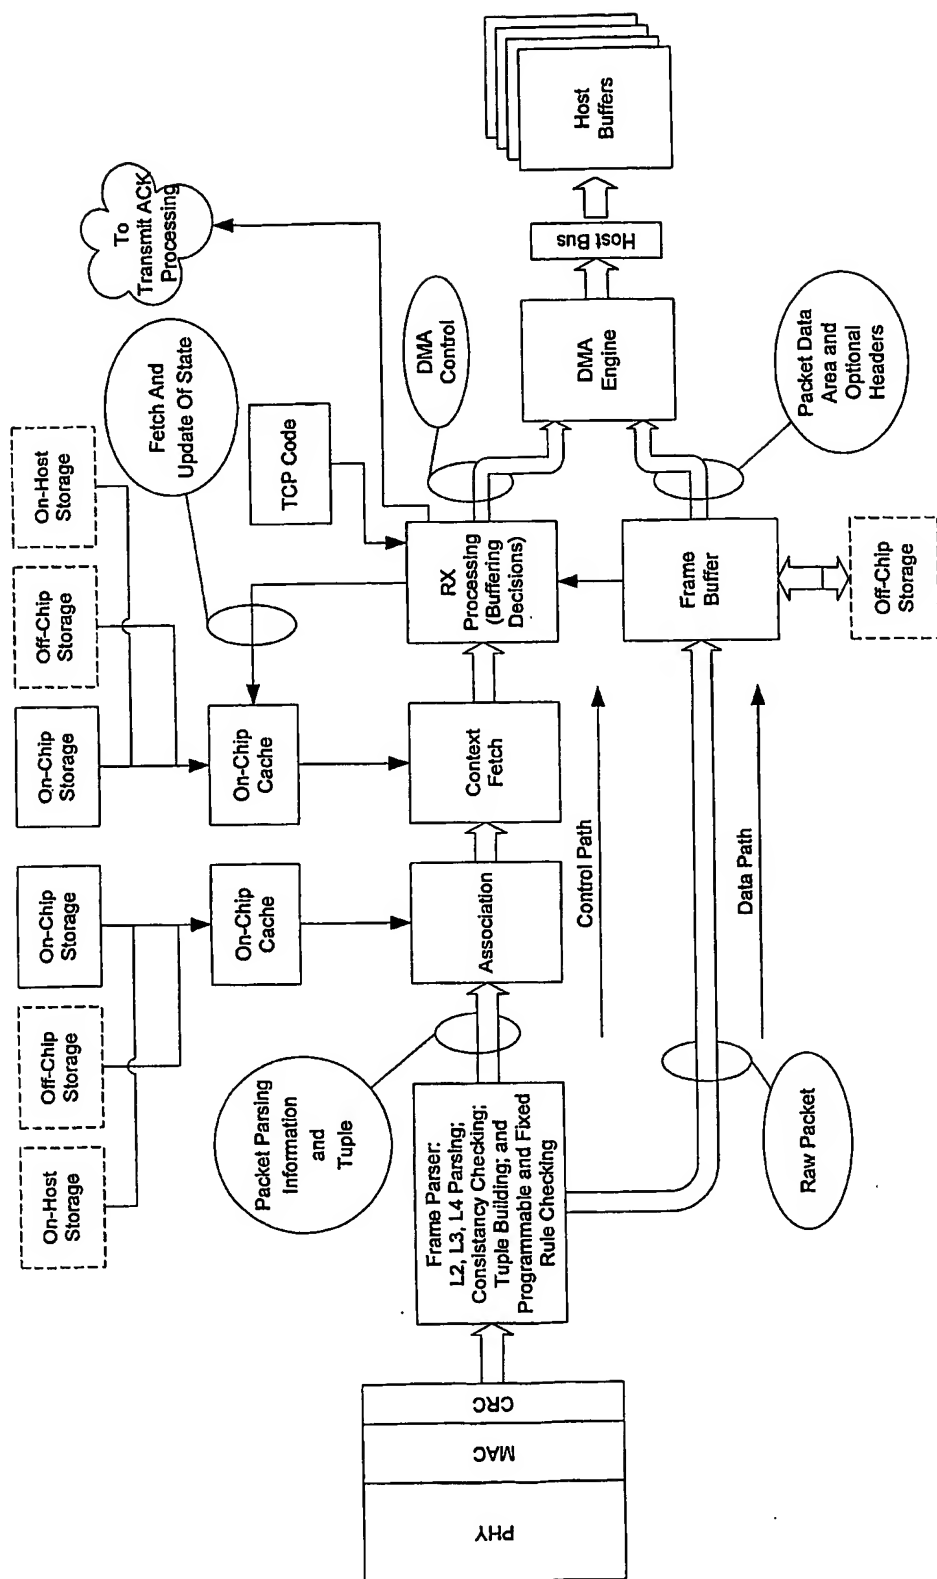 On-Host
Storage
Off-Chip
Storage
On-Chip
Storage
On-Chip
Storage
Off-Chip
Storage
On-Host
Storage
Fetch And
Update Of State
To
Transmit ACK
Processing
On-Chip
Cache
On-Chip
Cache
TCP Code
Packet Parsing
Information
and
Tuple
DMA
Control
PHY
MAC
CRC
Frame Parser:
L2, L3, L4 Parsing;
Consistancy Checking;
Tuple Building; and
Programmable and Fixed
Rule Checking
Association
Context
Fetch
RX
Processing
(Buffering
Decisions)
DMA
Engine
Host Bus
Host
Buffers
Control Path
Data Path
Raw Packet
Frame
Buffer
Off-Chip
Storage
Packet Data
Area and
Optional
Headers